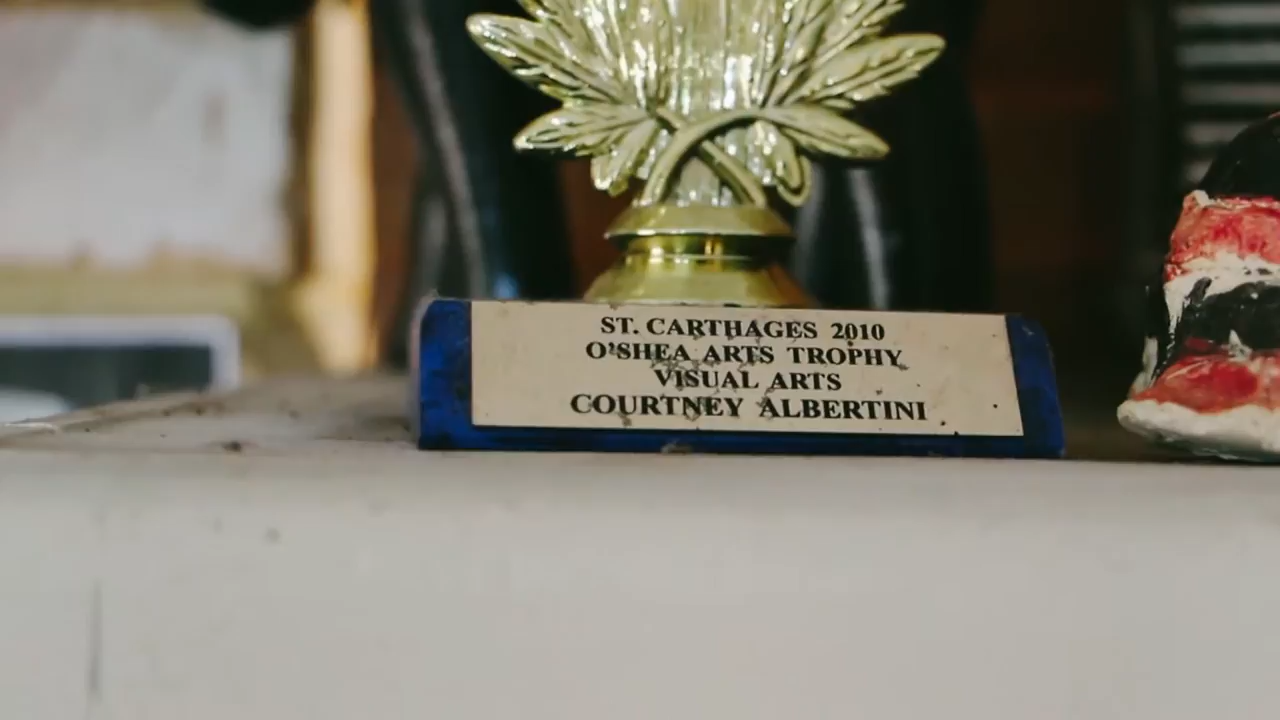 ST. CARTHAGES 2010
O'SHEA ARTS TROPHY
VISUAL ARTS
COURTNEY ALBERTINI